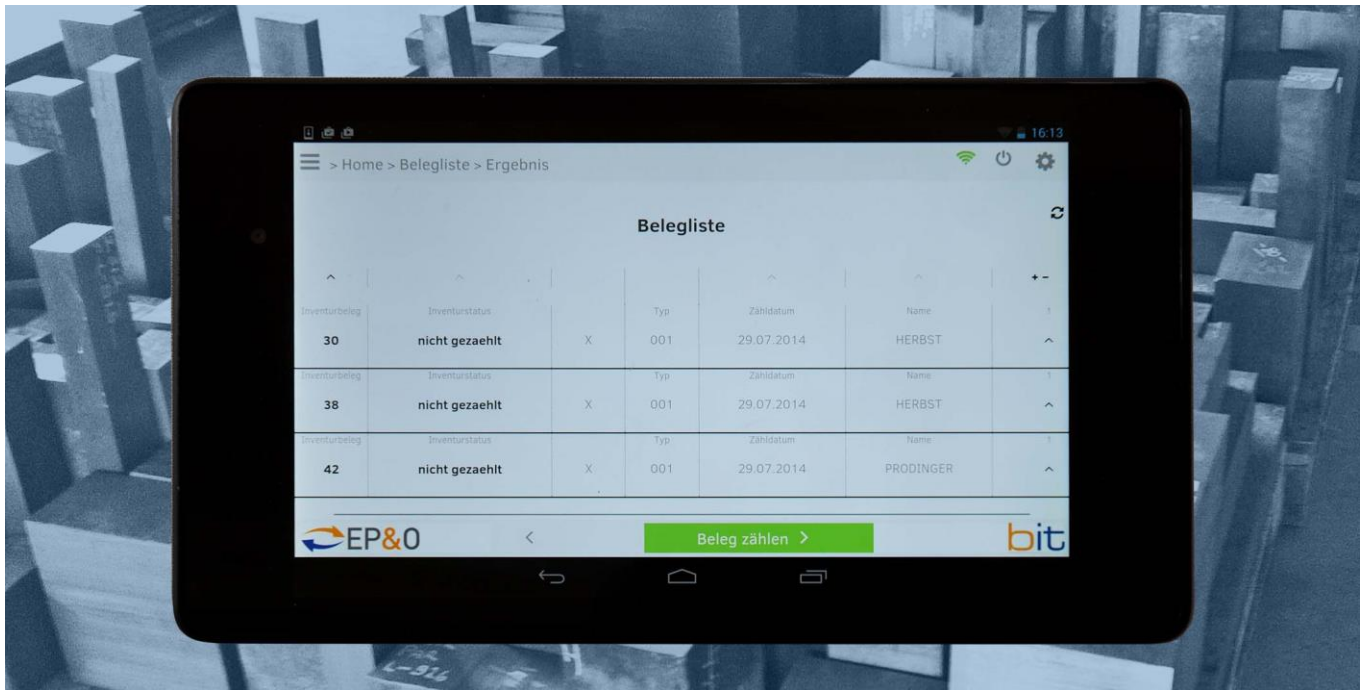 16:13
> Home > Belegliste > Ergebnis
Belegliste
+ -
Inventurbeleg Inventurstatus Typ Zähldatum Name
30 nicht gezaehlt X 001 29.07.2014 HERBST
Inventurbeleg Inventurstatus Typ Zähldatum Name
38 nicht gezaehlt X 001 29.07.2014 HERBST
Inventurbeleg Inventurstatus Typ Zähldatum Name
42 nicht gezaehlt X 001 29.07.2014 PRODINGER
EP&O < Beleg zählen > bit